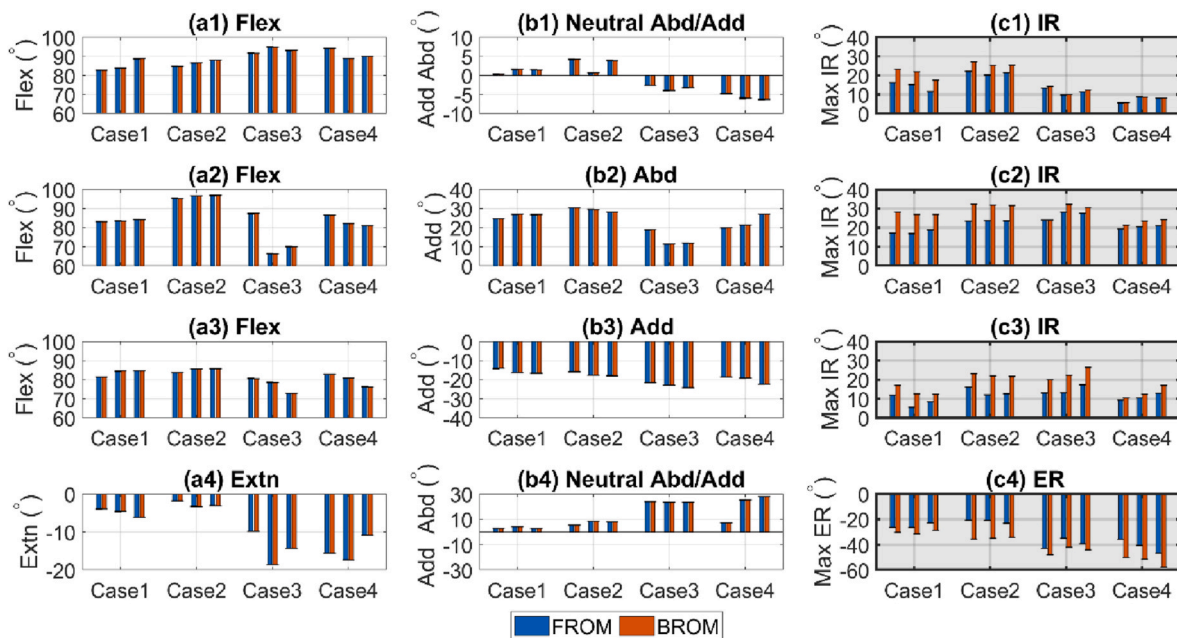 (a1) Flex
Flex (°)
100
90
80
70
60
Case1 Case2 Case3 Case4
(b1) Neutral Abd/Add
Add Abd (°)
10
5
0
-5
-10
Case1 Case2 Case3 Case4
(c1) IR
Max IR (°)
40
30
20
10
0
Case1 Case2 Case3 Case4
(a2) Flex
Flex (°)
100
90
80
70
60
Case1 Case2 Case3 Case4
(b2) Abd
Add (°)
40
30
20
10
0
Case1 Case2 Case3 Case4
(c2) IR
Max IR (°)
40
30
20
10
0
Case1 Case2 Case3 Case4
(a3) Flex
Flex (°)
100
90
80
70
60
Case1 Case2 Case3 Case4
(b3) Add
Add (°)
0
-10
-20
-30
-40
Case1 Case2 Case3 Case4
(c3) IR
Max IR (°)
40
30
20
10
0
Case1 Case2 Case3 Case4
(a4) Extn
Extn (°)
0
-10
-20
Case1 Case2 Case3 Case4
(b4) Neutral Abd/Add
Add Abd (°)
30
10
-10
-30
Case1 Case2 Case3 Case4
(c4) ER
Max ER (°)
0
-20
-40
-60
Case1 Case2 Case3 Case4
FROM BROM